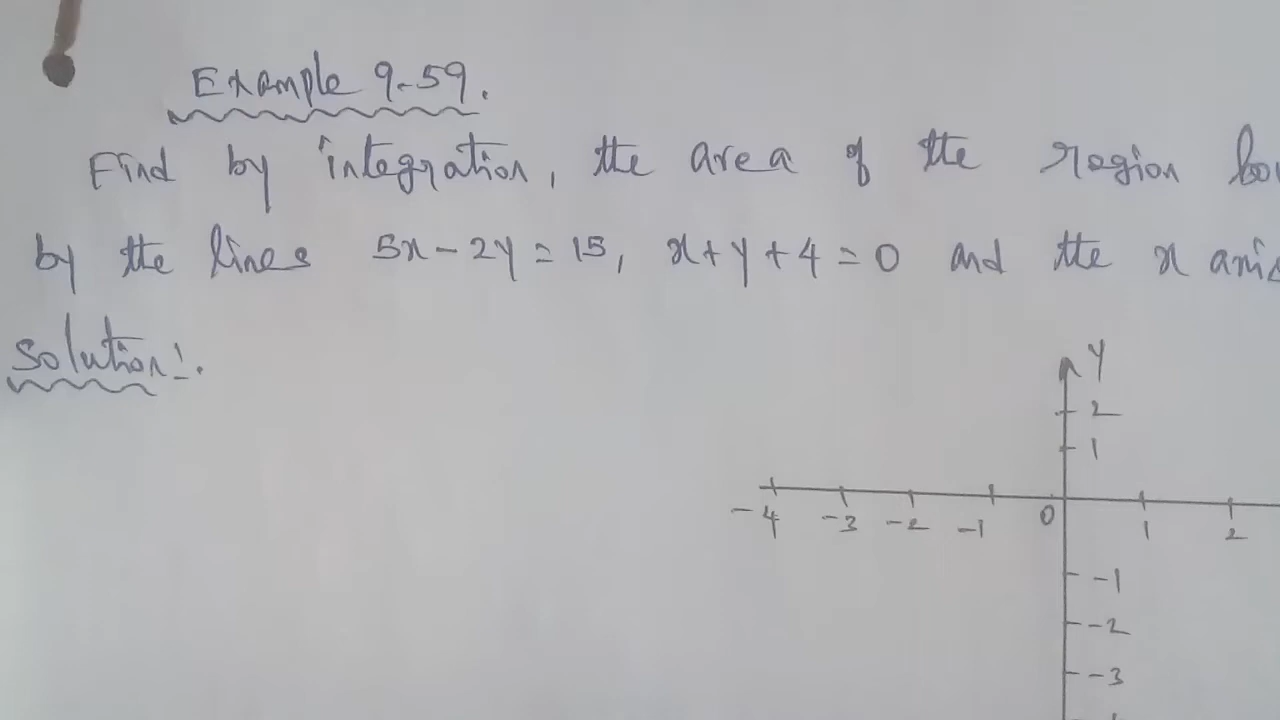 Example 9.59.
Find by integration, the area of the region
by the lines 5x - 2y = 15, x + y + 4 = 0 and the x axis
Solution:.
Y
2
1
-4 -3 -2 -1 0 1 2
-1
-2
-3